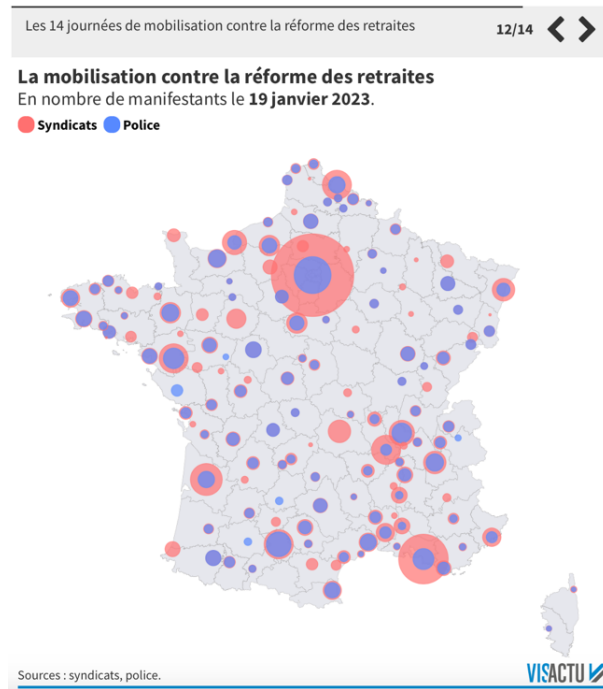 Les 14 journées de mobilisation contre la réforme des retraites
12/14
La mobilisation contre la réforme des retraites
En nombre de manifestants le 19 janvier 2023.
Syndicats Police
Sources : syndicats, police.
VISACTU